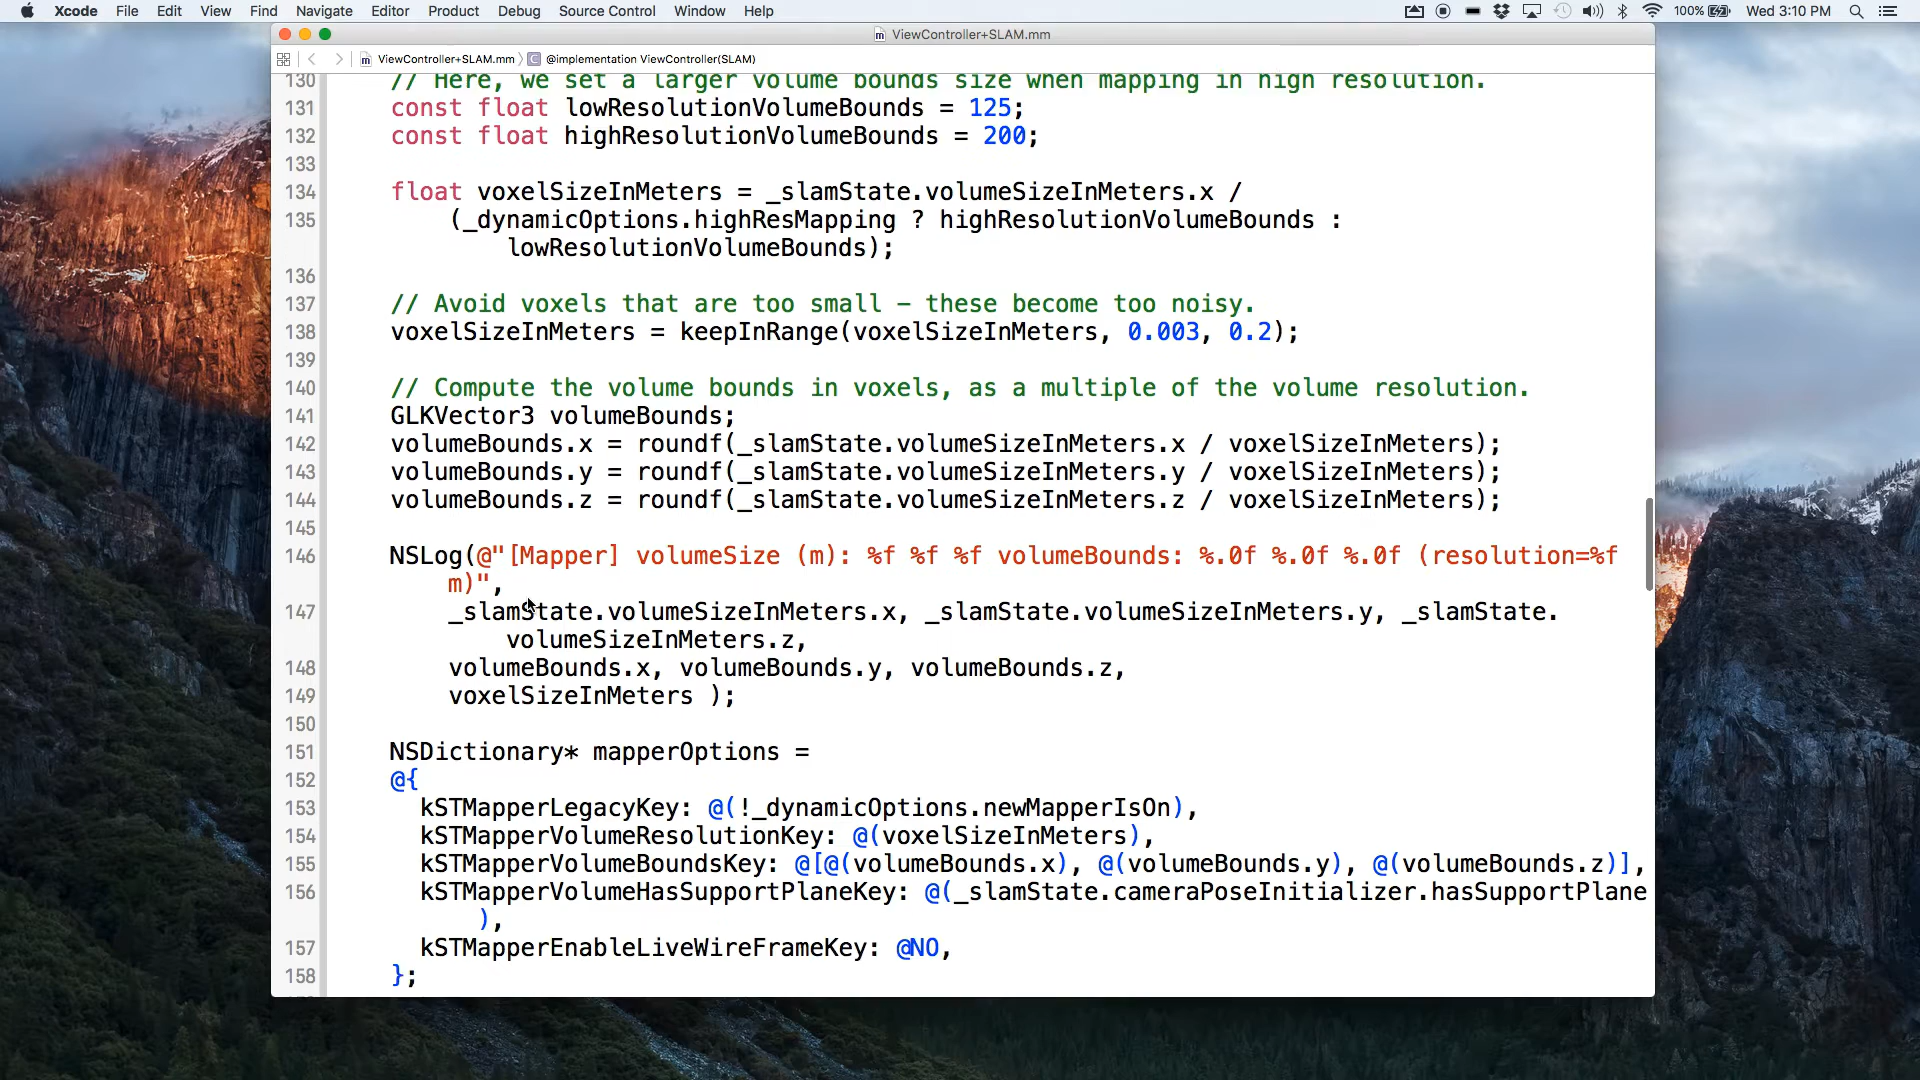 Xcode File Edit View Find Navigate Editor Product Debug Source Control Window Help 100% Wed 3:10 PM
ViewController+SLAM.mm
ViewController+SLAM.mm @implementation ViewController(SLAM)
130 // Here, we set a larger volume bounds size when mapping in high resolution.
131 const float lowResolutionVolumeBounds = 125;
132 const float highResolutionVolumeBounds = 200;
133
134 float voxelSizeInMeters = _slamState.volumeSizeInMeters.x /
135 (_dynamicOptions.highResMapping ? highResolutionVolumeBounds :
lowResolutionVolumeBounds);
136
137 // Avoid voxels that are too small – these become too noisy.
138 voxelSizeInMeters = keepInRange(voxelSizeInMeters, 0.003, 0.2);
139
140 // Compute the volume bounds in voxels, as a multiple of the volume resolution.
141 GLKVector3 volumeBounds;
142 volumeBounds.x = roundf(_slamState.volumeSizeInMeters.x / voxelSizeInMeters);
143 volumeBounds.y = roundf(_slamState.volumeSizeInMeters.y / voxelSizeInMeters);
144 volumeBounds.z = roundf(_slamState.volumeSizeInMeters.z / voxelSizeInMeters);
145
146 NSLog(@"[Mapper] volumeSize (m): %f %f %f volumeBounds: %.0f %.0f %.0f (resolution=%f
m)",
147 _slamState.volumeSizeInMeters.x, _slamState.volumeSizeInMeters.y, _slamState.
volumeSizeInMeters.z,
148 volumeBounds.x, volumeBounds.y, volumeBounds.z,
149 voxelSizeInMeters );
150
151 NSDictionary* mapperOptions =
152 @{
153 kSTMapperLegacyKey: @(!_dynamicOptions.newMapperIsOn),
154 kSTMapperVolumeResolutionKey: @(voxelSizeInMeters),
155 kSTMapperVolumeBoundsKey: @[@(volumeBounds.x), @(volumeBounds.y), @(volumeBounds.z)],
156 kSTMapperVolumeHasSupportPlaneKey: @(_slamState.cameraPoseInitializer.hasSupportPlane
),
157 kSTMapperEnableLiveWireFrameKey: @NO,
158 };